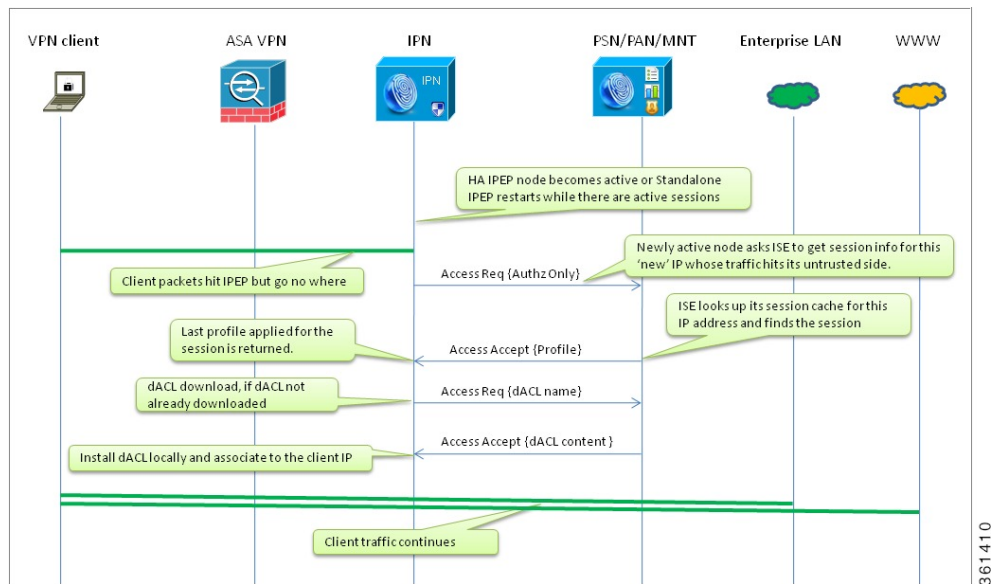 VPN client
ASA VPN
IPN
PSN/PAN/MNT
Enterprise LAN
WWW
IPN
HA IPEP node becomes active or Standalone
IPEP restarts while there are active sessions
Newly active node asks ISE to get session info for this
‘new’ IP whose traffic hits its untrusted side.
Client packets hit IPEP but go no where
Access Req {Authz Only}
ISE looks up its session cache for this
IP address and finds the session
Last profile applied for the
session is returned.
Access Accept {Profile}
dACL download, if dACL not
already downloaded
Access Req {dACL name}
Access Accept {dACL content}
Install dACL locally and associate to the client IP
Client traffic continues
361410